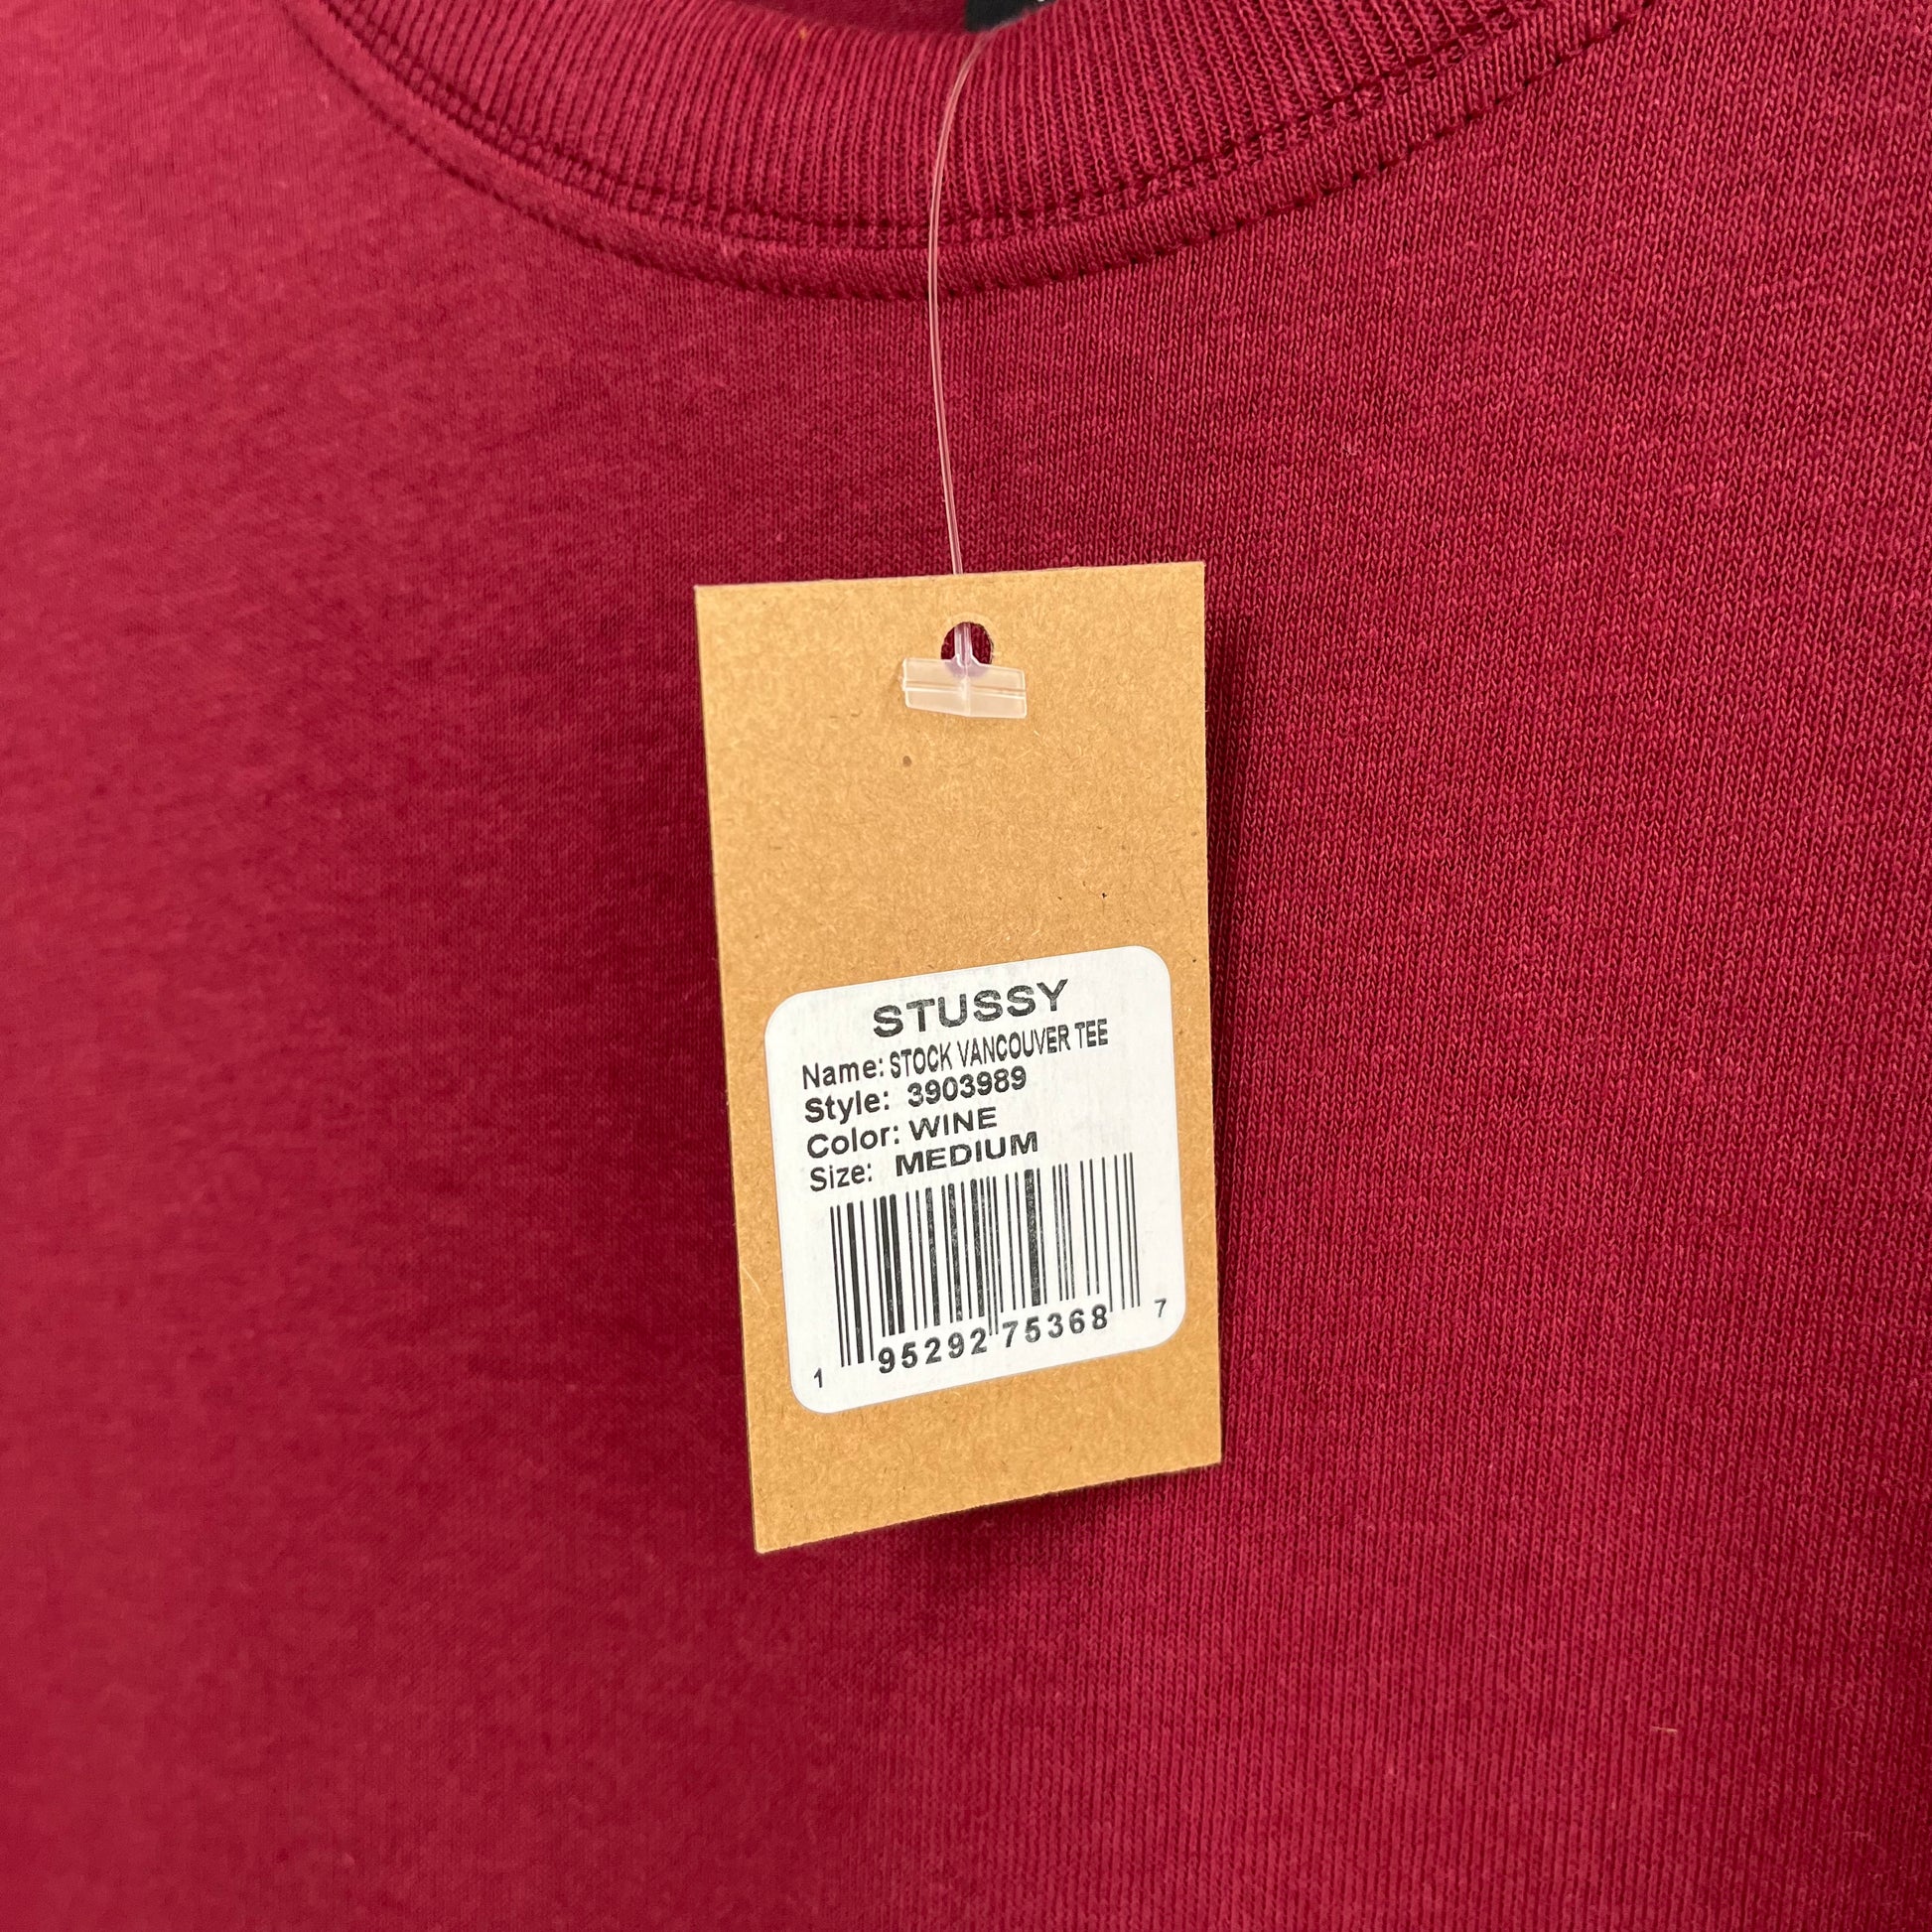 STUSSY
Name: STOCK VANCOUVER TEE
Style: 3903989
Color: WINE
Size: MEDIUM
1 95292 75368 7